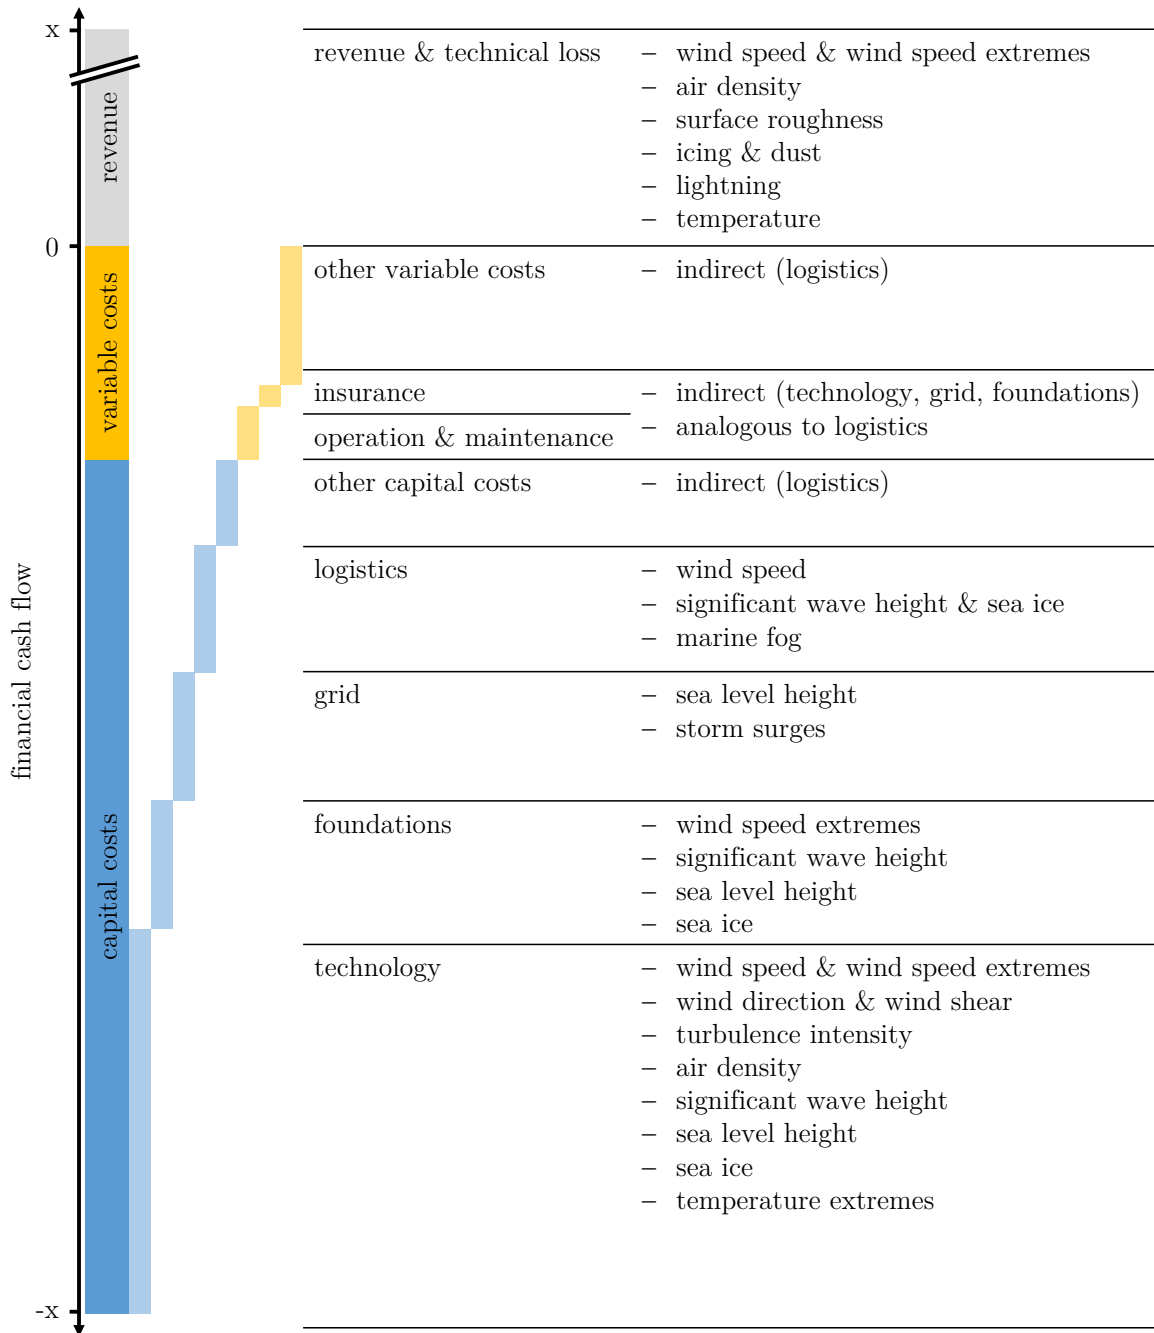 x
0
-x
financial cash flow
revenue
variable costs
capital costs
revenue & technical loss
– wind speed & wind speed extremes
– air density
– surface roughness
– icing & dust
– lightning
– temperature
other variable costs
– indirect (logistics)
insurance
– indirect (technology, grid, foundations)
operation & maintenance
– analogous to logistics
other capital costs
– indirect (logistics)
logistics
– wind speed
– significant wave height & sea ice
– marine fog
grid
– sea level height
– storm surges
foundations
– wind speed extremes
– significant wave height
– sea level height
– sea ice
technology
– wind speed & wind speed extremes
– wind direction & wind shear
– turbulence intensity
– air density
– significant wave height
– sea level height
– sea ice
– temperature extremes